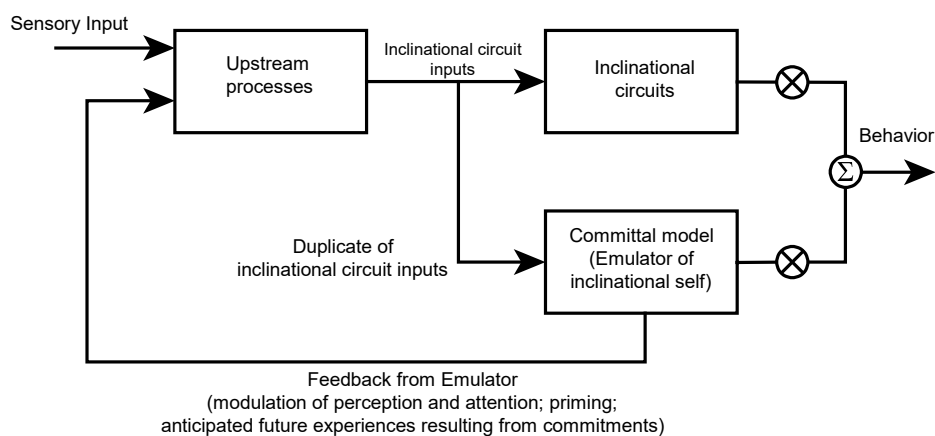 Sensory Input
Upstream
processes
Inclinational circuit
inputs
Inclinational
circuits
Behavior
Σ
Duplicate of
inclinational circuit inputs
Committal model
(Emulator of
inclinational self)
Feedback from Emulator
(modulation of perception and attention; priming;
anticipated future experiences resulting from commitments)